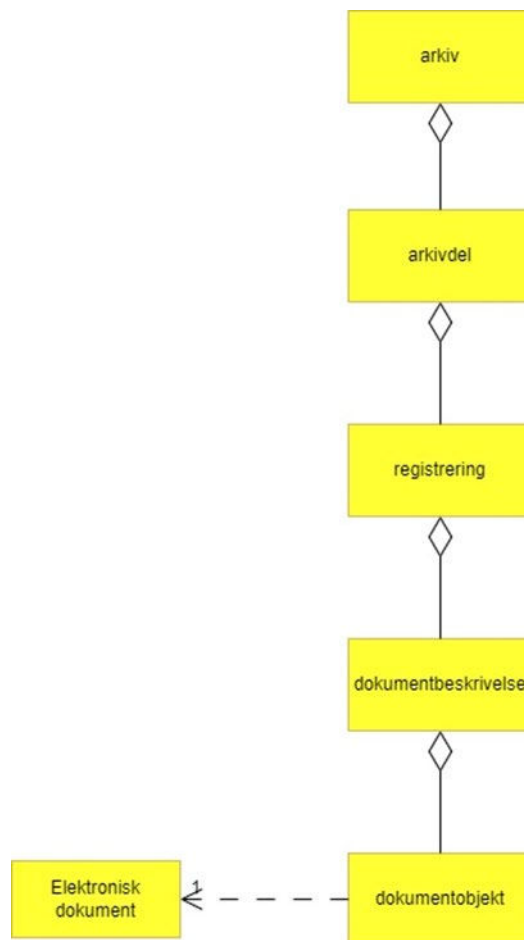 arkiv
arkivdel
registrering
dokumentbeskrivelse
Elektronisk
dokument
1
dokumentobjekt